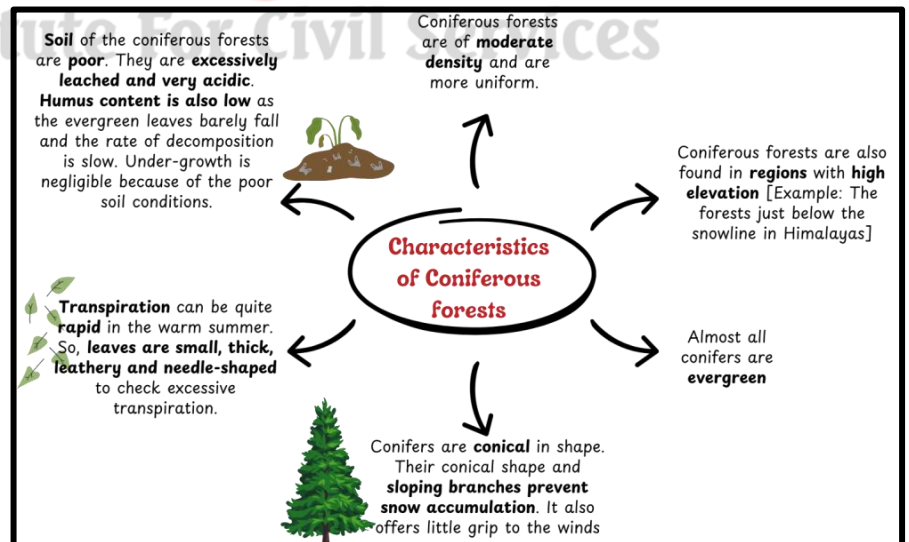 tute For Civil Services
Coniferous forests
are of moderate
density and are
more uniform.
Soil of the coniferous forests
are poor. They are excessively
leached and very acidic.
Humus content is also low as
the evergreen leaves barely fall
and the rate of decomposition
is slow. Under-growth is
negligible because of the poor
soil conditions.
Coniferous forests are also
found in regions with high
elevation [Example: The
forests just below the
snowline in Himalayas]
Characteristics
of Coniferous
forests
Transpiration can be quite
rapid in the warm summer.
So, leaves are small, thick,
leathery and needle-shaped
to check excessive
transpiration.
Almost all
conifers are
evergreen
Conifers are conical in shape.
Their conical shape and
sloping branches prevent
snow accumulation. It also
offers little grip to the winds